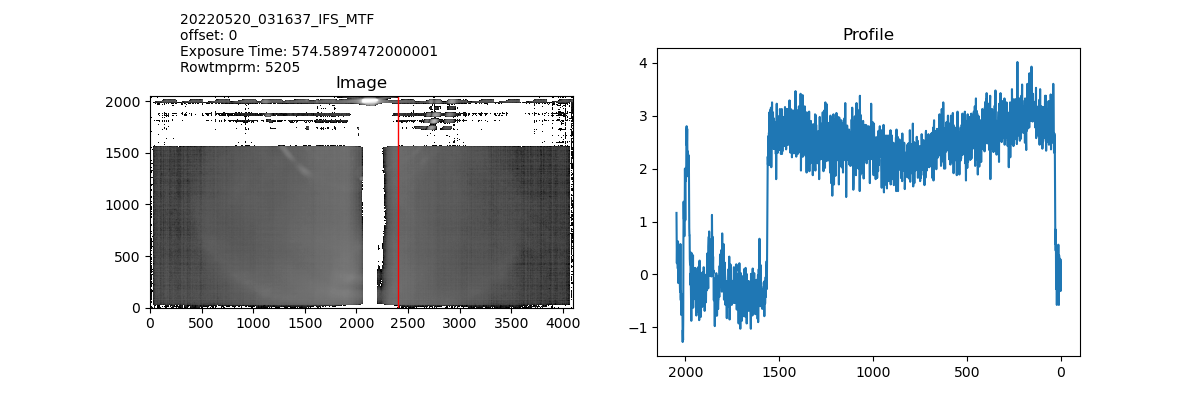 20220520_031637_IFS_MTF
offset: 0
Exposure Time: 574.5897472000001
Rowtmprm: 5205
Image
2000
1500
1000
500
0
0 500 1000 1500 2000 2500 3000 3500 4000
Profile
4
3
2
1
0
−1
2000 1500 1000 500 0